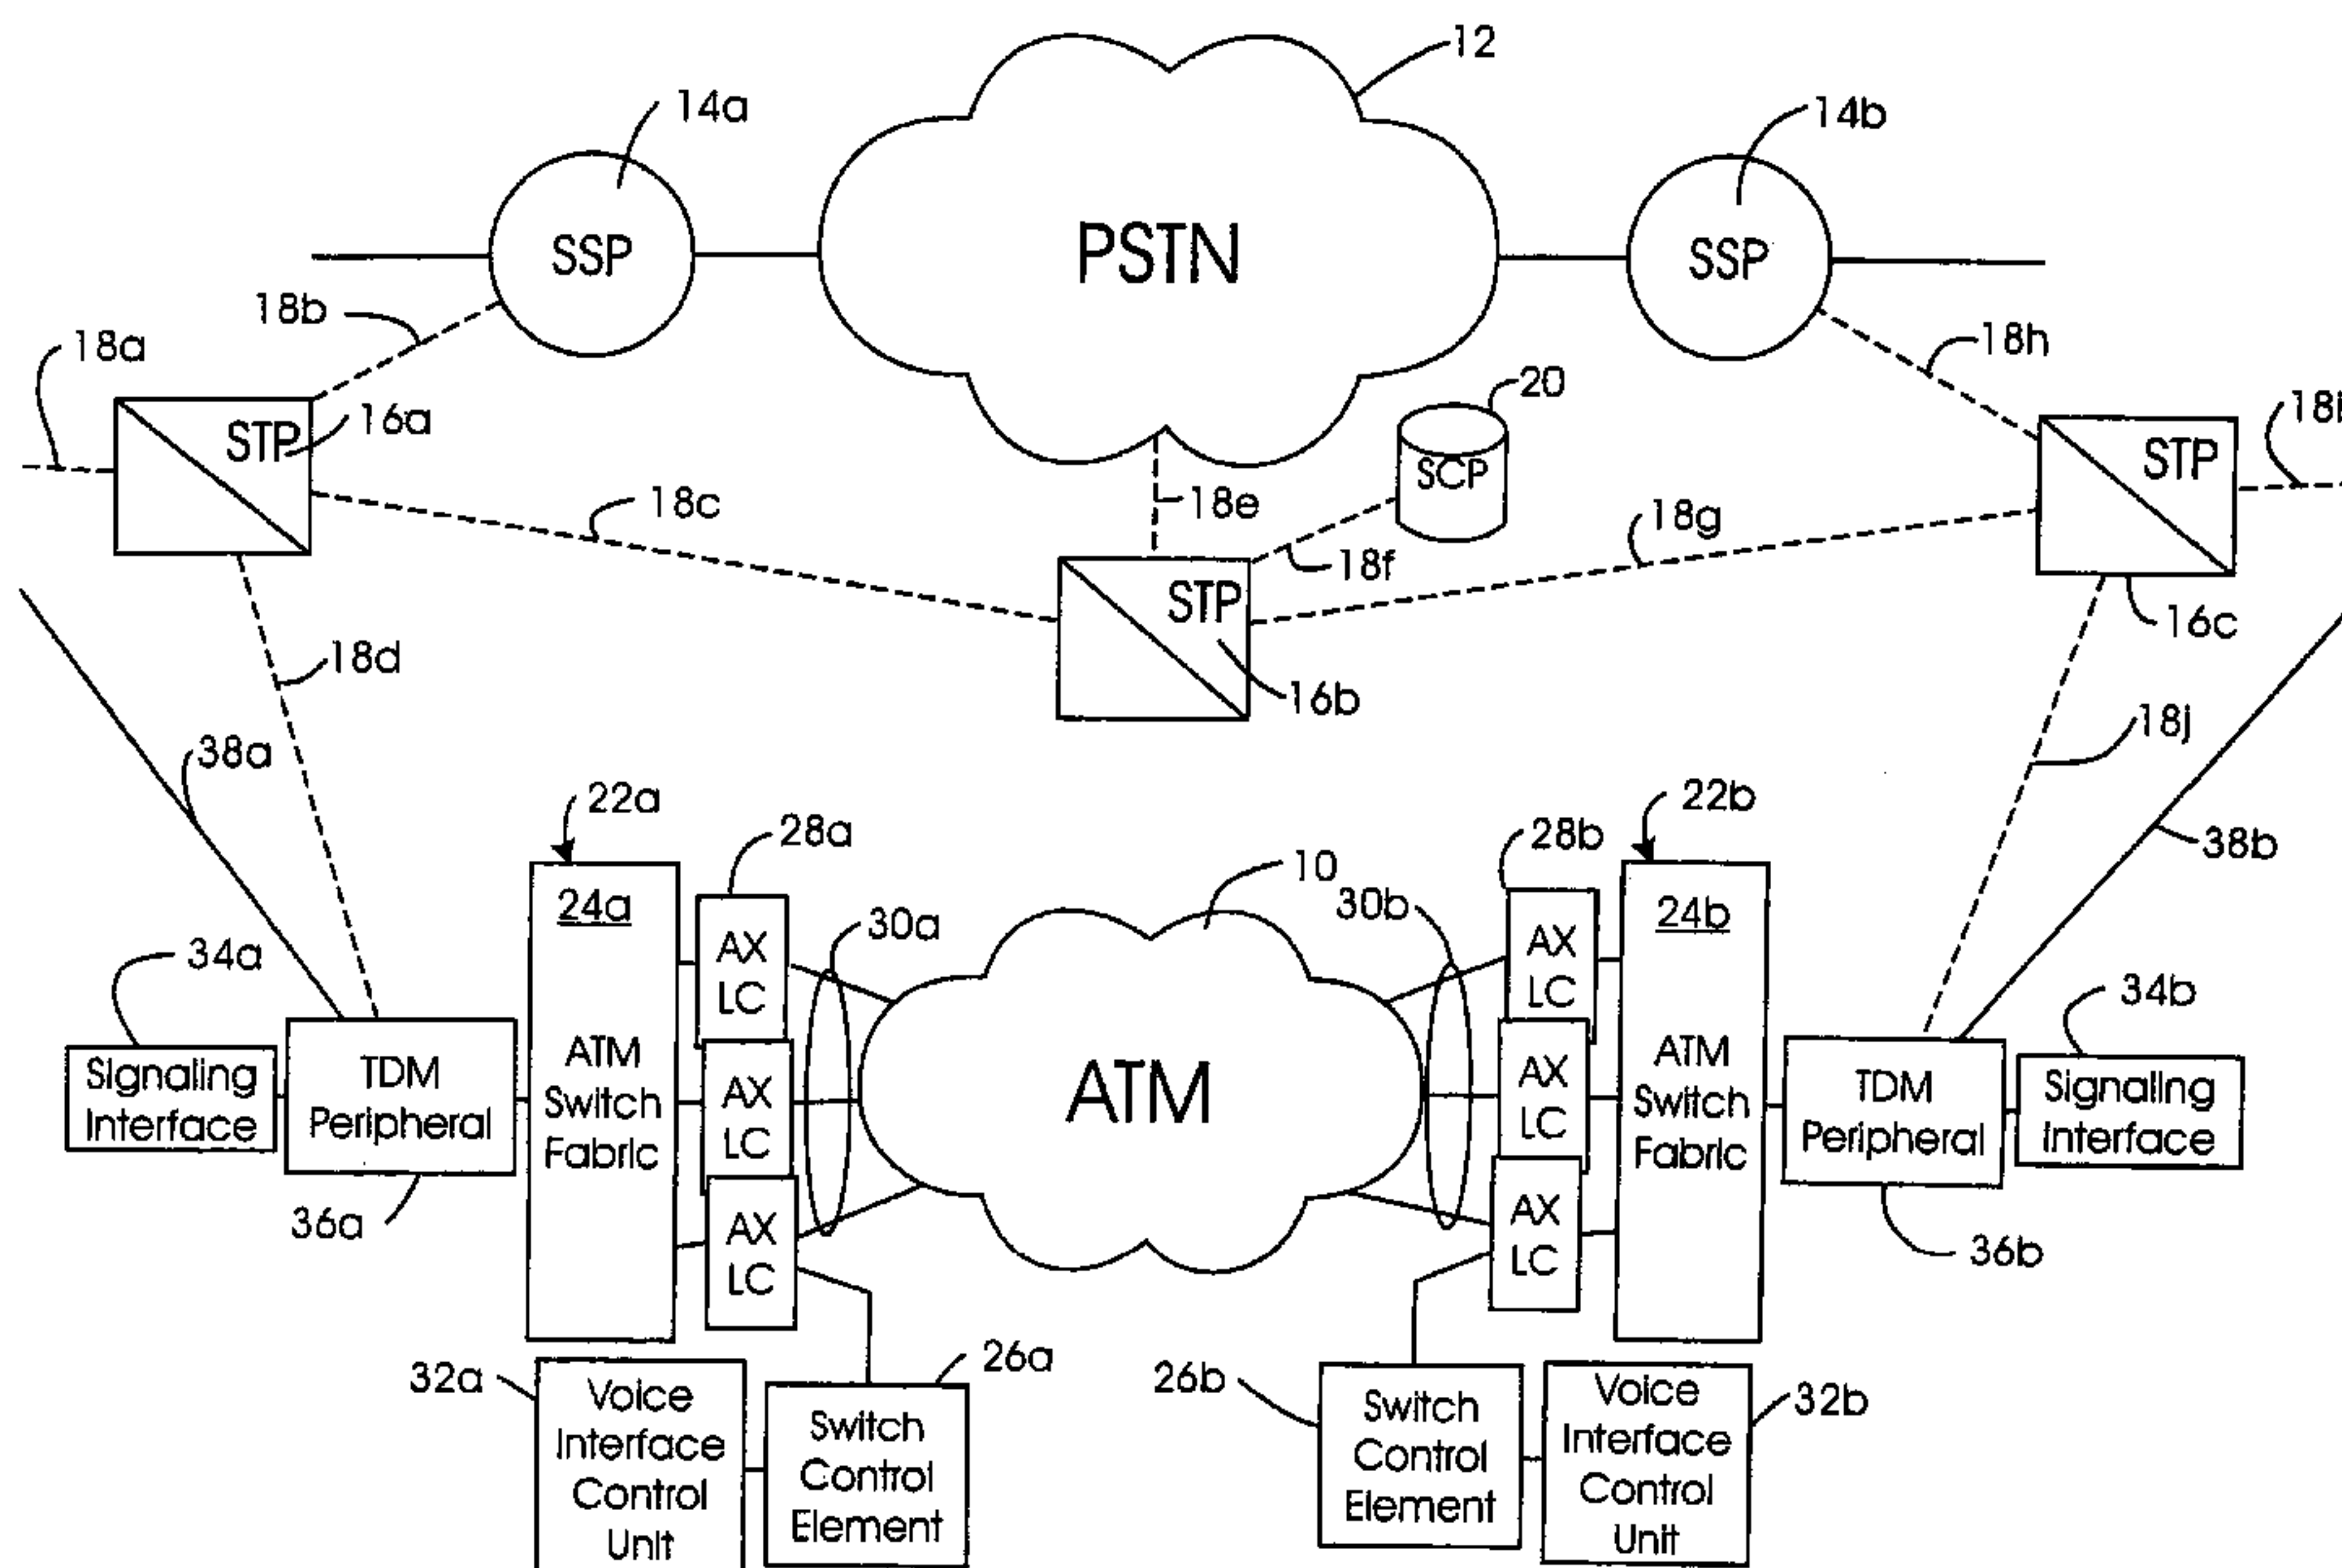 12
14a
14b
SSP
PSTN
SSP
18b
18a
18h
20
18i
STP
16a
SCP
STP
18c
18e
18g
18f
STP
16c
18d
16b
18j
38a
22a
22b
28a
28b
38b
10
24a
30a
30b
24b
34a
AX
LC
AX
LC
34b
Signaling
Interface
TDM
Peripheral
ATM
Switch
Fabric
AX
LC
ATM
AX
LC
ATM
Switch
Fabric
TDM
Peripheral
Signaling
Interface
36a
AX
LC
AX
LC
36b
32a
26a
26b
32b
Voice
Interface
Control
Unit
Switch
Control
Element
Switch
Control
Element
Voice
Interface
Control
Unit